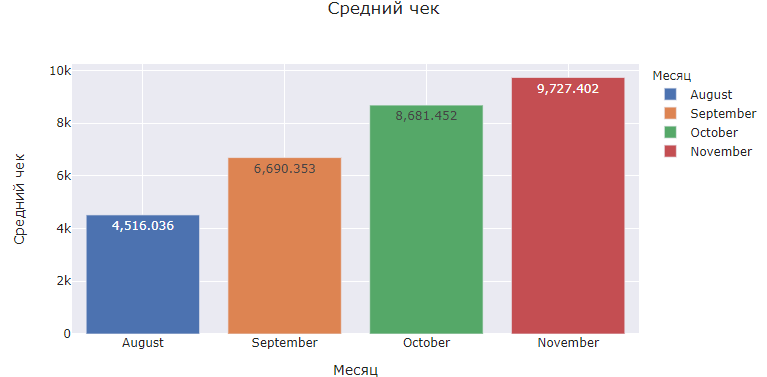 Средний чек
Средний чек
10k
8k
6k
4k
2k
0
4,516.036
6,690.353
8,681.452
9,727.402
August
September
October
November
Месяц
Месяц
August
September
October
November